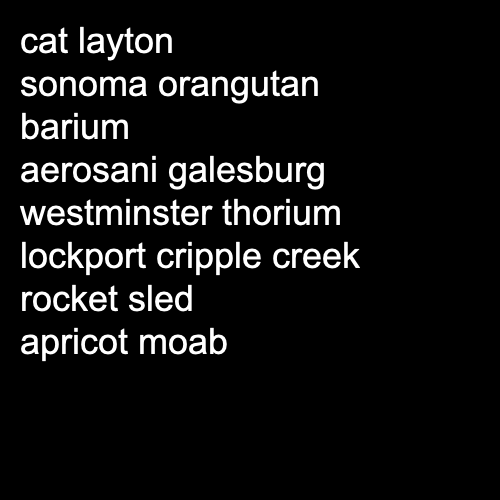 cat layton
sonoma orangutan
barium
aerosani galesburg
westminster thorium
lockport cripple creek
rocket sled
apricot moab